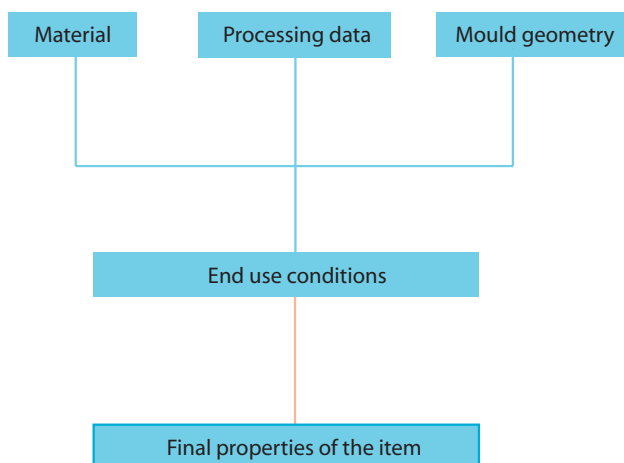 Material
Processing data
Mould geometry
End use conditions
Final properties of the item